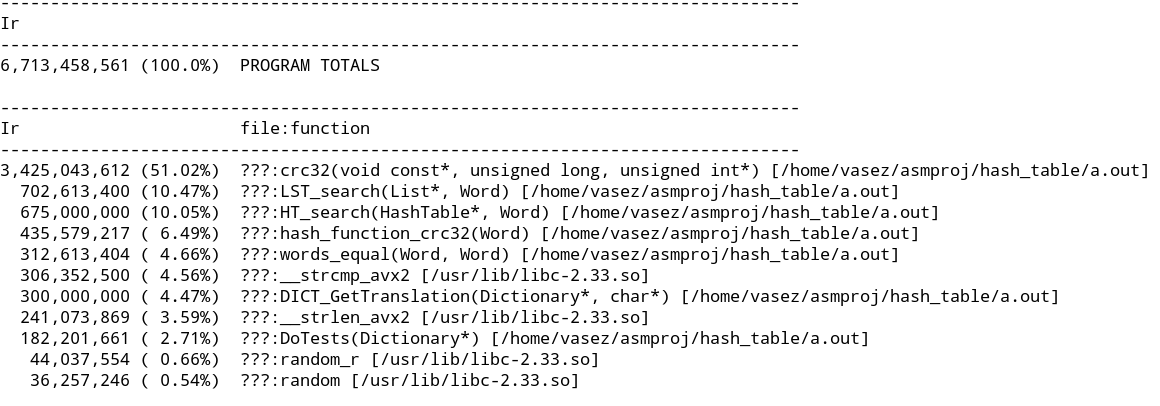 --------------------------------------------------------------------------------
Ir
--------------------------------------------------------------------------------
6,713,458,561 (100.0%)  PROGRAM TOTALS

--------------------------------------------------------------------------------
Ir                      file:function
--------------------------------------------------------------------------------
3,425,043,612 (51.02%)  ???:crc32(void const*, unsigned long, unsigned int*) [/home/vasez/asmproj/hash_table/a.out]
  702,613,400 (10.47%)  ???:LST_search(List*, Word) [/home/vasez/asmproj/hash_table/a.out]
  675,000,000 (10.05%)  ???:HT_search(HashTable*, Word) [/home/vasez/asmproj/hash_table/a.out]
  435,579,217 ( 6.49%)  ???:hash_function_crc32(Word) [/home/vasez/asmproj/hash_table/a.out]
  312,613,404 ( 4.66%)  ???:words_equal(Word, Word) [/home/vasez/asmproj/hash_table/a.out]
  306,352,500 ( 4.56%)  ???:__strcmp_avx2 [/usr/lib/libc-2.33.so]
  300,000,000 ( 4.47%)  ???:DICT_GetTranslation(Dictionary*, char*) [/home/vasez/asmproj/hash_table/a.out]
  241,073,869 ( 3.59%)  ???:__strlen_avx2 [/usr/lib/libc-2.33.so]
  182,201,661 ( 2.71%)  ???:DoTests(Dictionary*) [/home/vasez/asmproj/hash_table/a.out]
   44,037,554 ( 0.66%)  ???:random_r [/usr/lib/libc-2.33.so]
   36,257,246 ( 0.54%)  ???:random [/usr/lib/libc-2.33.so]